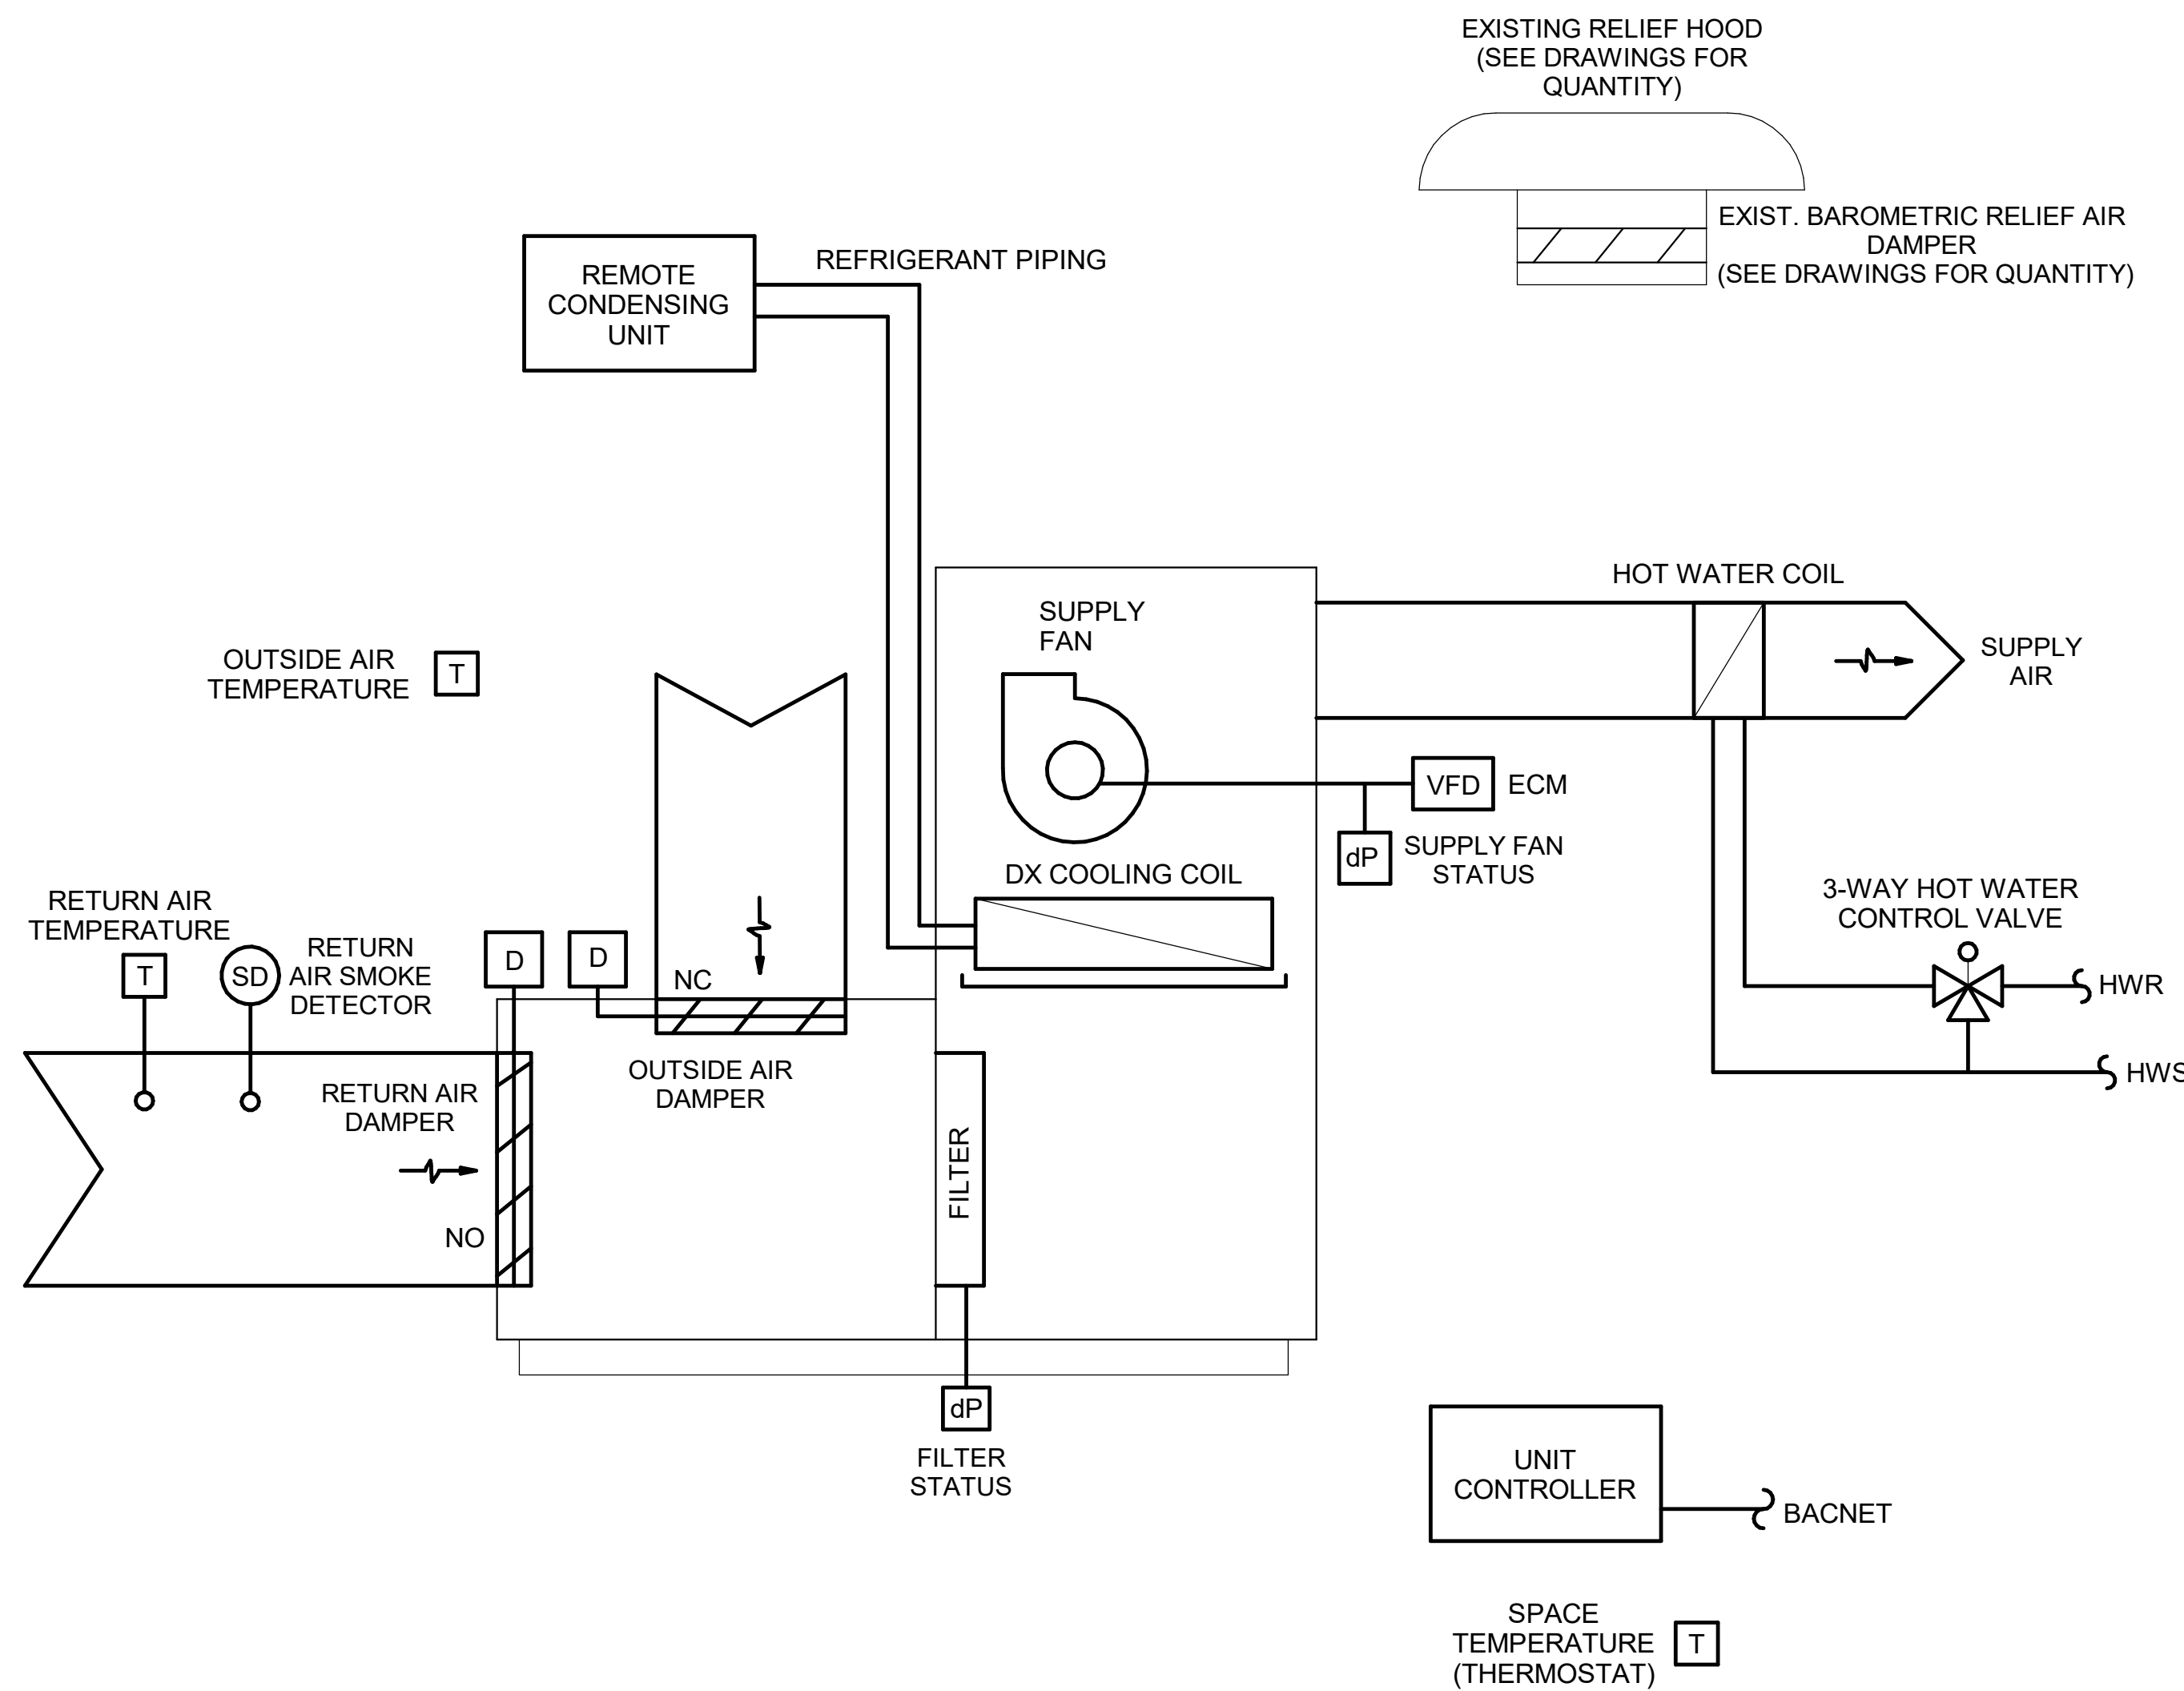 EXISTING RELIEF HOOD
(SEE DRAWINGS FOR
QUANTITY)
EXIST. BAROMETRIC RELIEF AIR
DAMPER
(SEE DRAWINGS FOR QUANTITY)
REMOTE
CONDENSING
UNIT
REFRIGERANT PIPING
HOT WATER COIL
SUPPLY
FAN
SUPPLY
AIR
OUTSIDE AIR
TEMPERATURE
T
VFD
ECM
dP
SUPPLY FAN
STATUS
DX COOLING COIL
3-WAY HOT WATER
CONTROL VALVE
RETURN AIR
TEMPERATURE
T
SD
RETURN
AIR SMOKE
DETECTOR
D
D
NC
HWR
HWS
OUTSIDE AIR
DAMPER
RETURN AIR
DAMPER
NO
FILTER
dP
FILTER
STATUS
UNIT
CONTROLLER
BACNET
SPACE
TEMPERATURE
(THERMOSTAT)
T